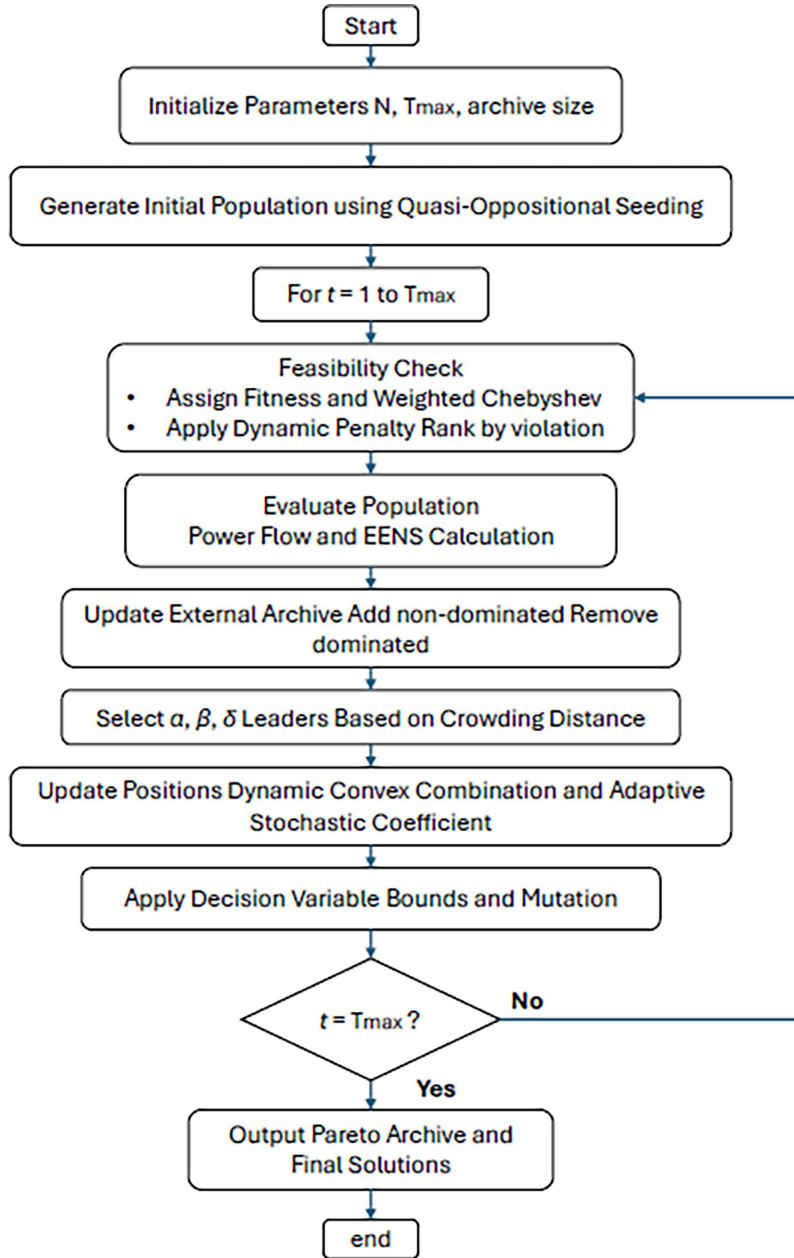 Start
Initialize Parameters N, Tmax, archive size
Generate Initial Population using Quasi-Oppositional Seeding
For t = 1 to Tmax
Feasibility Check
• Assign Fitness and Weighted Chebyshev
• Apply Dynamic Penalty Rank by violation
Evaluate Population
Power Flow and EENS Calculation
Update External Archive Add non-dominated Remove
dominated
Select α, β, δ Leaders Based on Crowding Distance
Update Positions Dynamic Convex Combination and Adaptive
Stochastic Coefficient
Apply Decision Variable Bounds and Mutation
t = Tmax ?
No
Yes
Output Pareto Archive and
Final Solutions
end